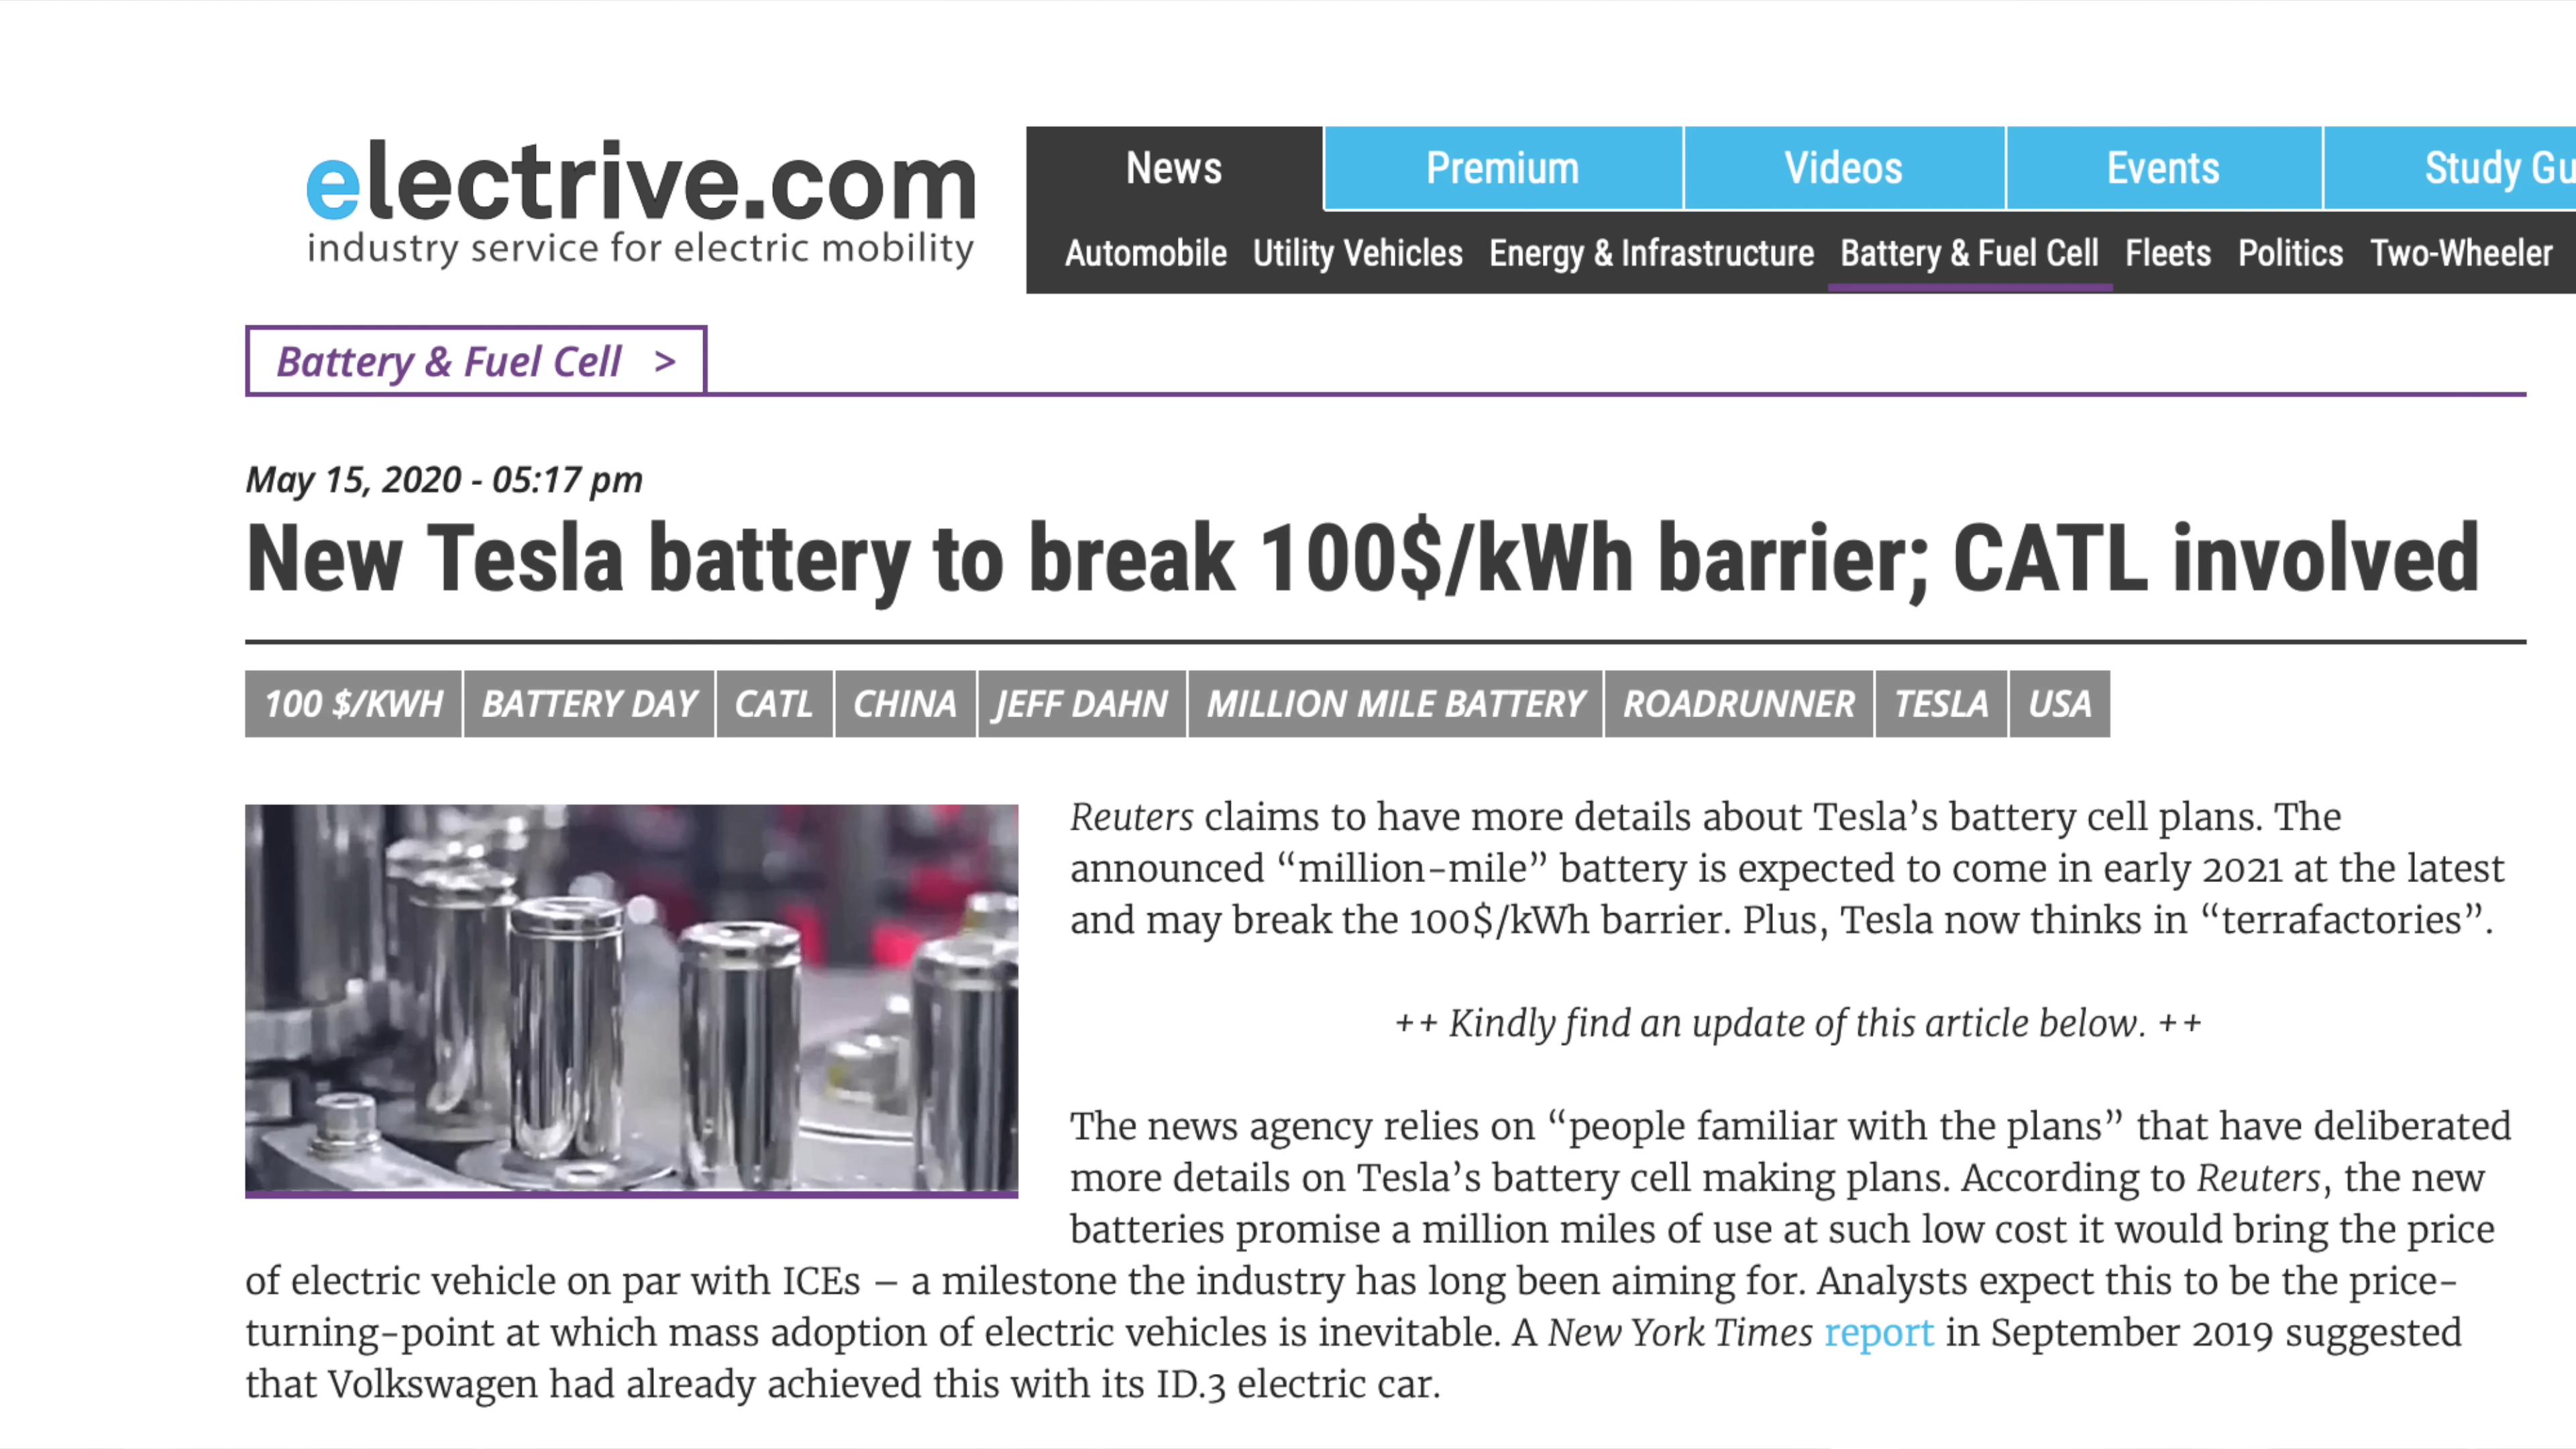 electrive.com
industry service for electric mobility
News Premium Videos Events Study Gu
Automobile Utility Vehicles Energy & Infrastructure Battery & Fuel Cell Fleets Politics Two-Wheeler
Battery & Fuel Cell >
May 15, 2020 - 05:17 pm
New Tesla battery to break 100$/kWh barrier; CATL involved
100 $/KWH BATTERY DAY CATL CHINA JEFF DAHN MILLION MILE BATTERY ROADRUNNER TESLA USA
Reuters claims to have more details about Tesla’s battery cell plans. The
announced “million-mile” battery is expected to come in early 2021 at the latest
and may break the 100$/kWh barrier. Plus, Tesla now thinks in “terrafactories”.
++ Kindly find an update of this article below. ++
The news agency relies on “people familiar with the plans” that have deliberated
more details on Tesla’s battery cell making plans. According to Reuters, the new
batteries promise a million miles of use at such low cost it would bring the price
of electric vehicle on par with ICEs – a milestone the industry has long been aiming for. Analysts expect this to be the price-
turning-point at which mass adoption of electric vehicles is inevitable. A New York Times report in September 2019 suggested
that Volkswagen had already achieved this with its ID.3 electric car.